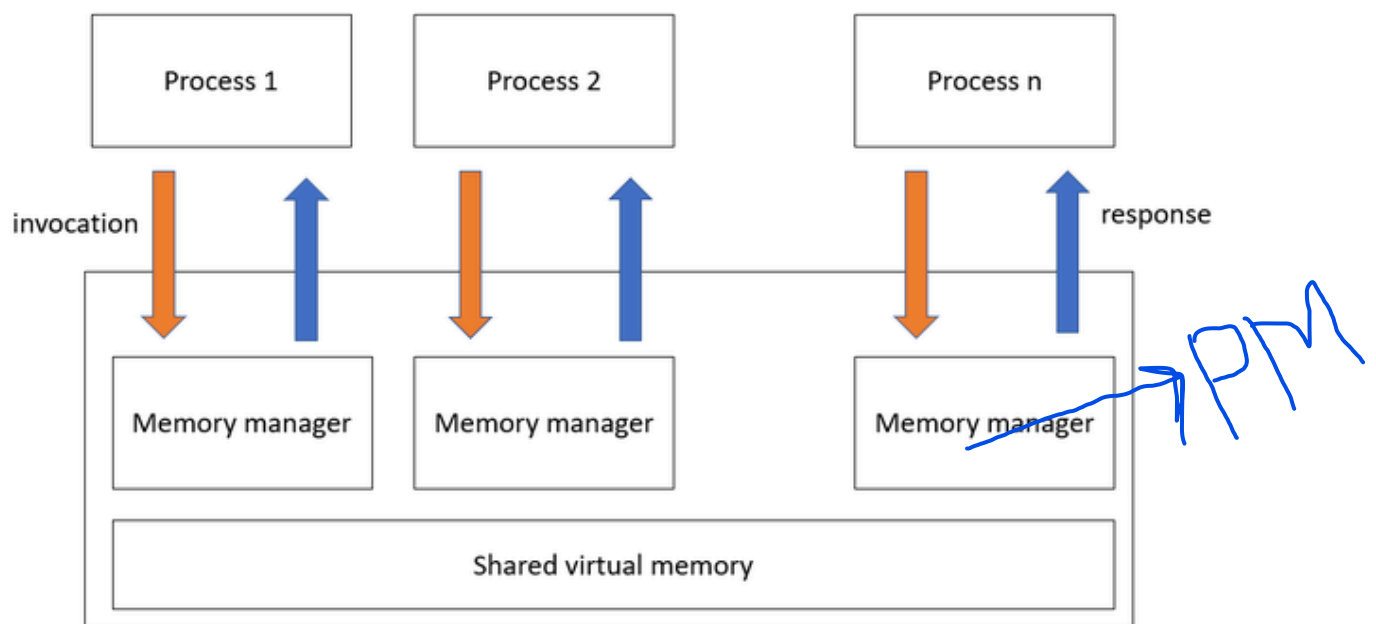 Process 1 Process 2 Process n
invocation
response
PM
Memory manager Memory manager Memory manager
Shared virtual memory